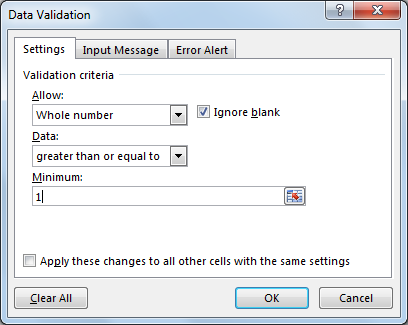 Data Validation
?
Settings Input Message Error Alert
Validation criteria
Allow:
Whole number Ignore blank
Data:
greater than or equal to
Minimum:
1
Apply these changes to all other cells with the same settings
Clear All OK Cancel